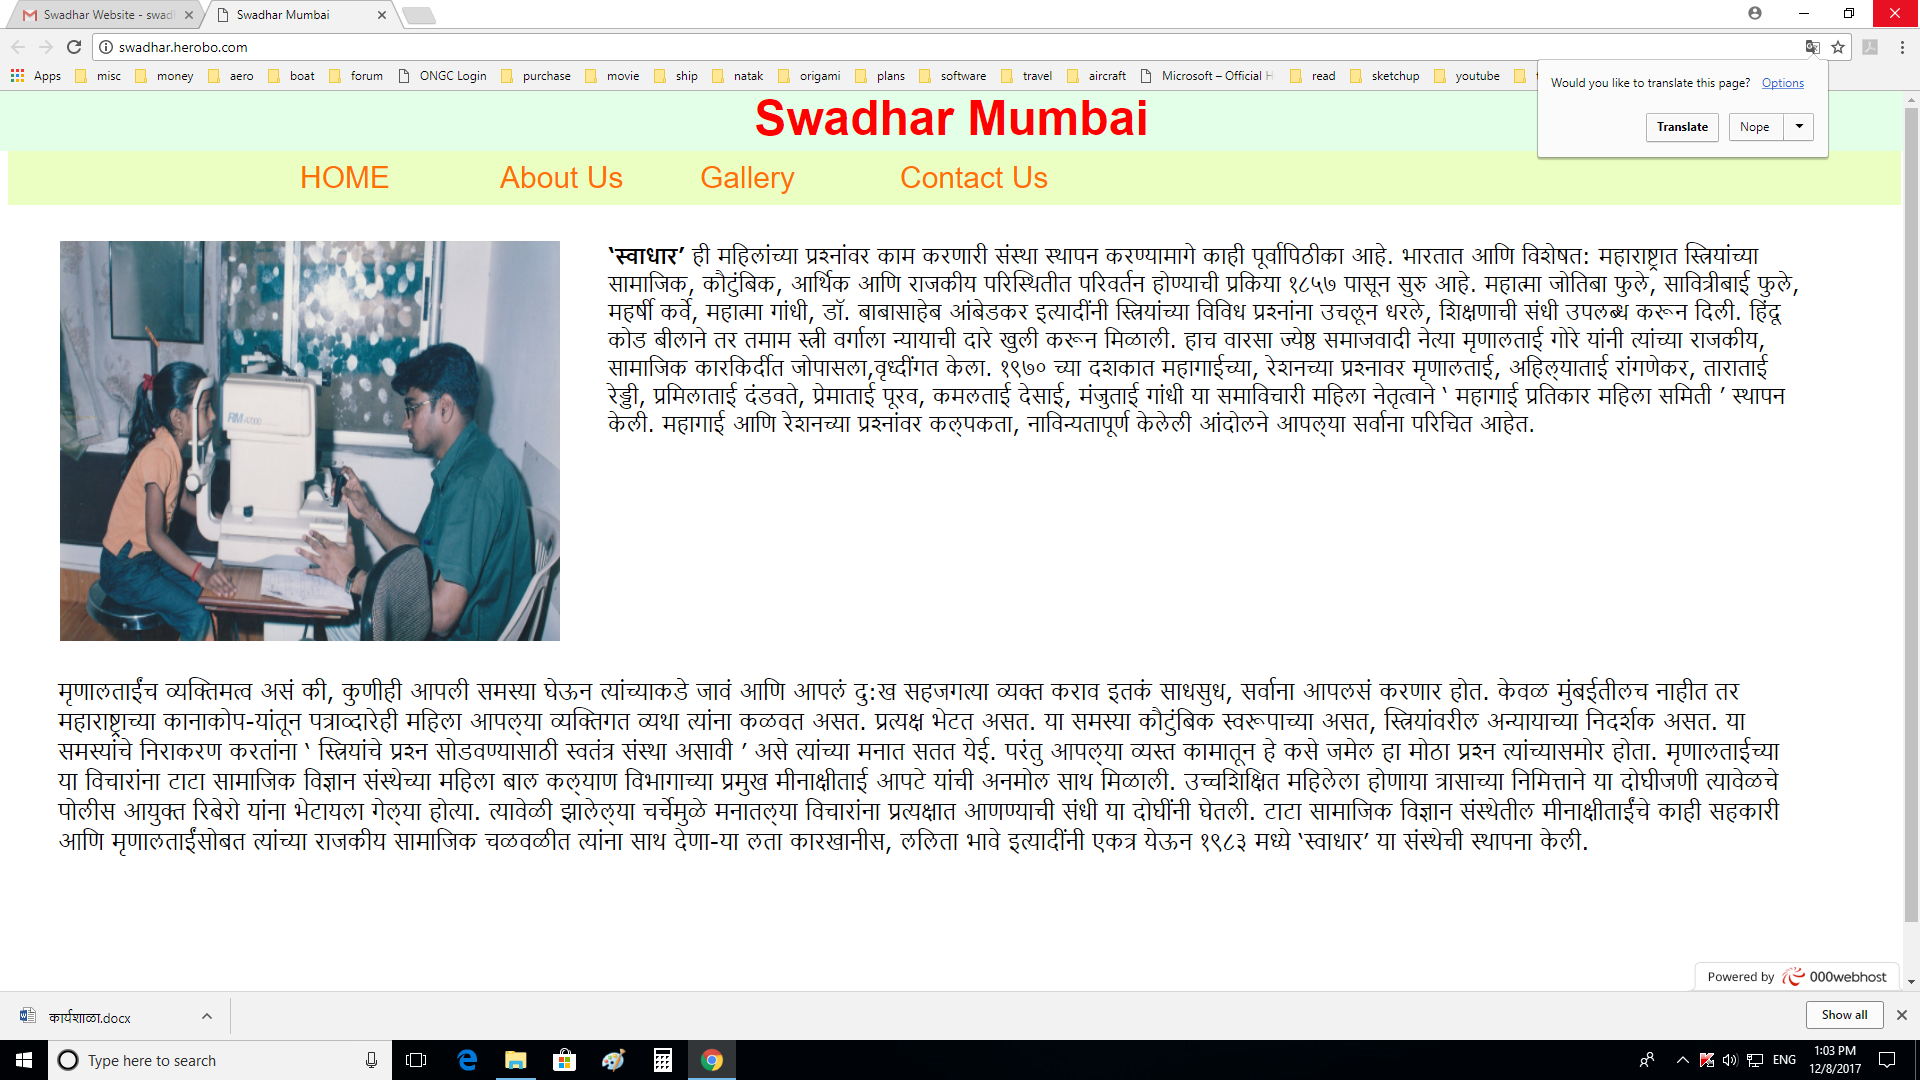 Swadhar Website - swad
Swadhar Mumbai
swadhar.herobo.com
Apps misc money aero boat forum ONGC Login purchase movie ship natak origami plans software travel aircraft Microsoft – Official H read sketchup youtube
Would you like to translate this page? Options
Translate Nope
Swadhar Mumbai
HOME About Us Gallery Contact Us
RM
‘स्वाधार’ ही महिलांच्या प्रश्नांवर काम करणारी संस्था स्थापन करण्यामागे काही पूर्वापिठीका आहे. भारतात आणि विशेषत: महाराष्ट्रात स्त्रियांच्या
सामाजिक, कौटुंबिक, आर्थिक आणि राजकीय परिस्थितीत परिवर्तन होण्याची प्रकिया १८५७ पासून सुरु आहे. महात्मा जोतिबा फुले, सावित्रीबाई फुले,
महर्षी कर्वे, महात्मा गांधी, डॉ. बाबासाहेब आंबेडकर इत्यादींनी स्त्रियांच्या विविध प्रश्नांना उचलून धरले, शिक्षणाची संधी उपलब्ध करून दिली. हिंदू
कोड बीलाने तर तमाम स्त्री वर्गाला न्यायाची दारे खुली करून मिळाली. हाच वारसा ज्येष्ठ समाजवादी नेत्या मृणालताई गोरे यांनी त्यांच्या राजकीय,
सामाजिक कारकिर्दीत जोपासला,वृध्दींगत केला. १९७० च्या दशकात महागाईच्या, रेशनच्या प्रश्नावर मृणालताई, अहिल्याताई रांगणेकर, ताराताई
रेड्डी, प्रमिलाताई दंडवते, प्रेमाताई पूरव, कमलताई देसाई, मंजुताई गांधी या समाविचारी महिला नेतृत्वाने ‘ महागाई प्रतिकार महिला समिती ’ स्थापन
केली. महागाई आणि रेशनच्या प्रश्नांवर कल्पकता, नाविन्यतापूर्ण केलेली आंदोलने आपल्या सर्वाना परिचित आहेत.
मृणालताईंच व्यक्तिमत्व असं की, कुणीही आपली समस्या घेऊन त्यांच्याकडे जावं आणि आपलं दु:ख सहजगत्या व्यक्त कराव इतकं साधसुध, सर्वाना आपलसं करणार होत. केवळ मुंबईतीलच नाहीत तर
महाराष्ट्राच्या कानाकोप-यांतून पत्राव्दारेही महिला आपल्या व्यक्तिगत व्यथा त्यांना कळवत असत. प्रत्यक्ष भेटत असत. या समस्या कौटुंबिक स्वरूपाच्या असत, स्त्रियांवरील अन्यायाच्या निदर्शक असत. या
समस्यांचे निराकरण करतांना ‘ स्त्रियांचे प्रश्न सोडवण्यासाठी स्वतंत्र संस्था असावी ’ असे त्यांच्या मनात सतत येई. परंतु आपल्या व्यस्त कामातून हे कसे जमेल हा मोठा प्रश्न त्यांच्यासमोर होता. मृणालताईच्या
या विचारांना टाटा सामाजिक विज्ञान संस्थेच्या महिला बाल कल्याण विभागाच्या प्रमुख मीनाक्षीताई आपटे यांची अनमोल साथ मिळाली. उच्चशिक्षित महिलेला होणाया त्रासाच्या निमित्ताने या दोघीजणी त्यावेळचे
पोलीस आयुक्त रिबेरो यांना भेटायला गेल्या होत्या. त्यावेळी झालेल्या चर्चेमुळे मनातल्या विचारांना प्रत्यक्षात आणण्याची संधी या दोघींनी घेतली. टाटा सामाजिक विज्ञान संस्थेतील मीनाक्षीताईंचे काही सहकारी
आणि मृणालताईंसोबत त्यांच्या राजकीय सामाजिक चळवळीत त्यांना साथ देणा-या लता कारखानीस, ललिता भावे इत्यादींनी एकत्र येऊन १९८३ मध्ये ‘स्वाधार’ या संस्थेची स्थापना केली.
Powered by 000webhost
कार्यशाळा.docx
Show all
Type here to search
ENG
1:03 PM
12/8/2017